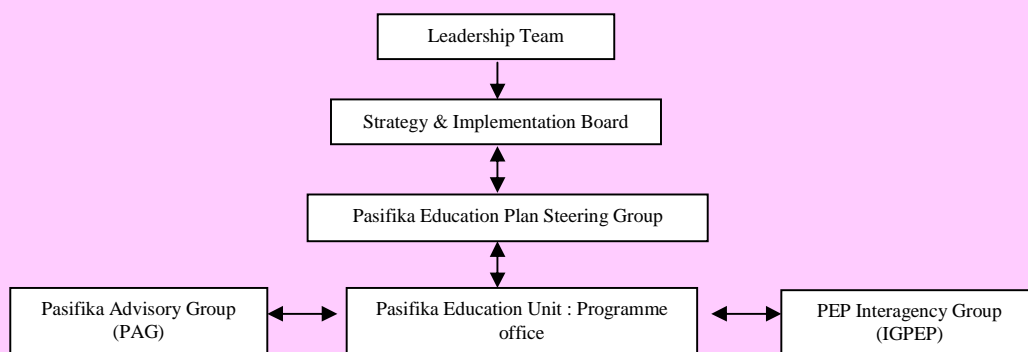 Leadership Team
Strategy & Implementation Board
Pasifika Education Plan Steering Group
Pasifika Advisory Group
(PAG)
Pasifika Education Unit : Programme
office
PEP Interagency Group
(IGPEP)